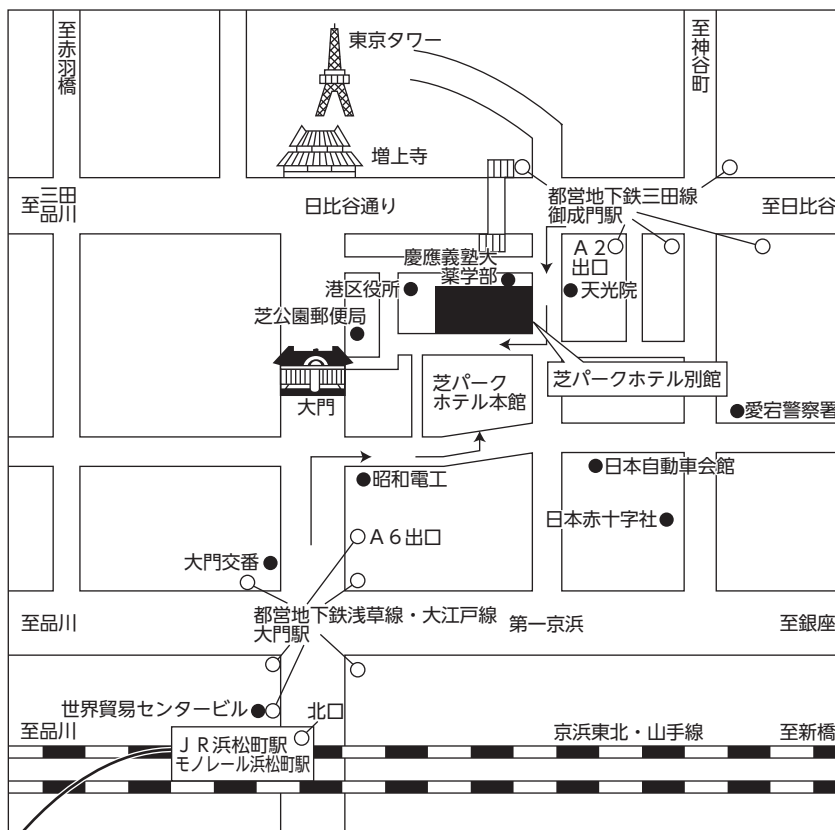 至赤羽橋
東京タワー
至神谷町
増上寺
至三田
品川
日比谷通り
都営地下鉄三田線
御成門駅
至日比谷
慶應義塾大
薬学部
A2
出口
港区役所
天光院
芝公園郵便局
芝パーク
ホテル本館
芝パークホテル別館
大門
愛宕警察署
昭和電工
日本自動車会館
日本赤十字社
A6出口
大門交番
都営地下鉄浅草線・大江戸線
大門駅
至品川
第一京浜
至銀座
世界貿易センタービル
北口
至品川
京浜東北・山手線
至新橋
JR浜松町駅
モノレール浜松町駅